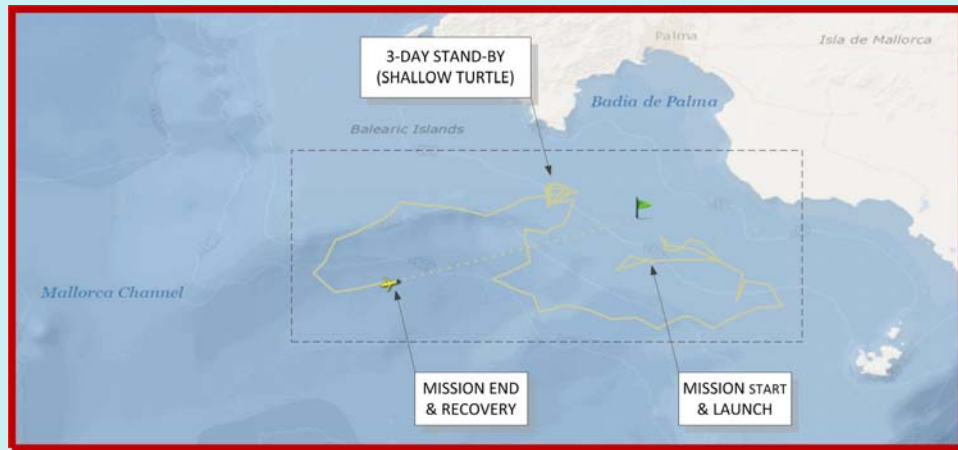 Palma
Isla de Mallorca
3-DAY STAND-BY
(SHALLOW TURTLE)
Badia de Palma
Balearic Islands
Mallorca Channel
MISSION END
& RECOVERY
MISSION START
& LAUNCH